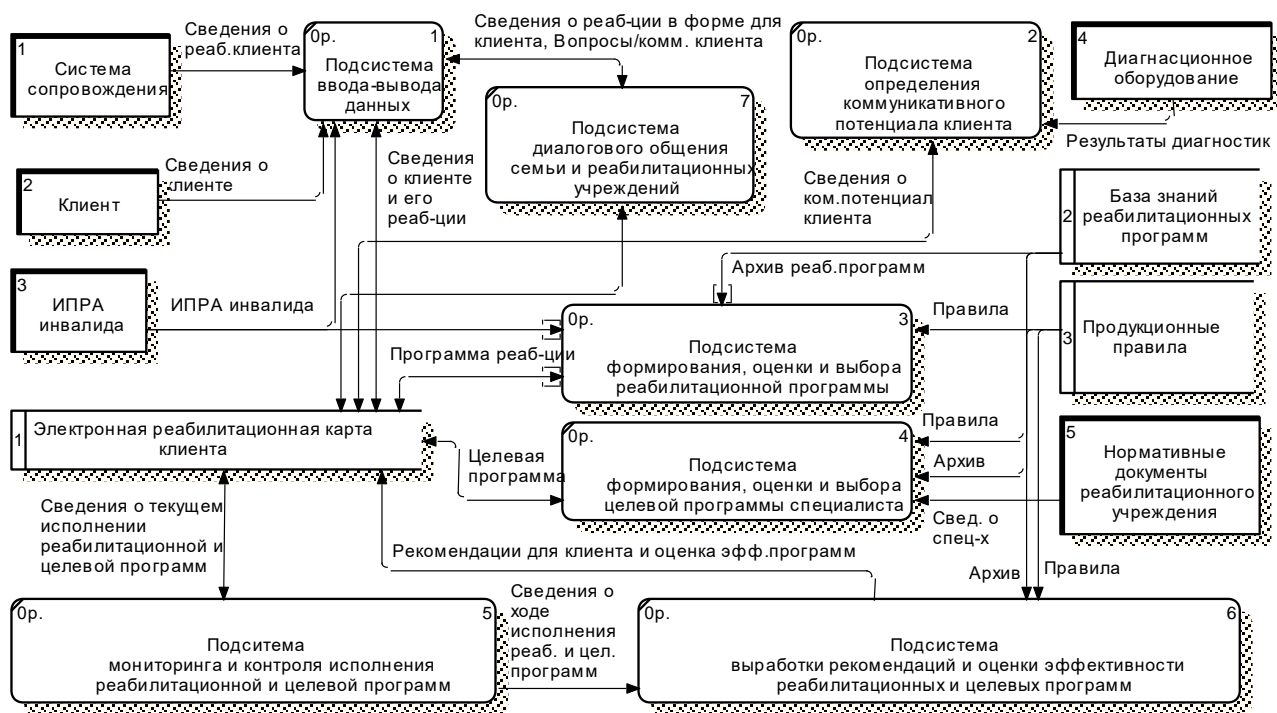 1
Система
сопровождения
Сведения о
реаб.клиента
0р.
1
Подсистема
ввода-вывода
данных
Сведения о реаб-ции в форме для
клиента, Вопросы/комм. клиента
0р.
7
Подсистема
диалогового общения
семьи и реабилитационных
учреждений
0р.
2
Подсистема
определения
коммуникативного
потенциала клиента
4
Диагнасционное
оборудование
Результаты диагностик
2
Клиент
Сведения о
клиенте
Сведения
о клиенте
и его
реаб-ции
Сведения о
ком.потенциал
клиента
2
База знаний
реабилитационных
программ
3
ИПРА
инвалида
ИПРА инвалида
Архив реаб.программ
0р.
3
Подсистема
формирования, оценки и выбора
реабилитационной программы
Правила
3
Продукционные
правила
Программа реаб-ции
1
Электронная реабилитационная карта
клиента
Целевая
программа
0р.
4
Подсистема
формирования, оценки и выбора
целевой программы специалиста
Правила
Архив
Свед. о
спец-х
5
Нормативные
документы
реабилитационного
учреждения
Сведения о текущем
исполнении
реабилитационной и
целевой программ
Рекомендации для клиента и оценка эфф.программ
Архив
Правила
0р.
5
Подситема
мониторинга и контроля исполнения
реабилитационной и целевой программ
Сведения о
ходе
исполнения
реаб. и цел.
программ
0р.
6
Подсистема
выработки рекомендаций и оценки эффективности
реабилитационных и целевых программ